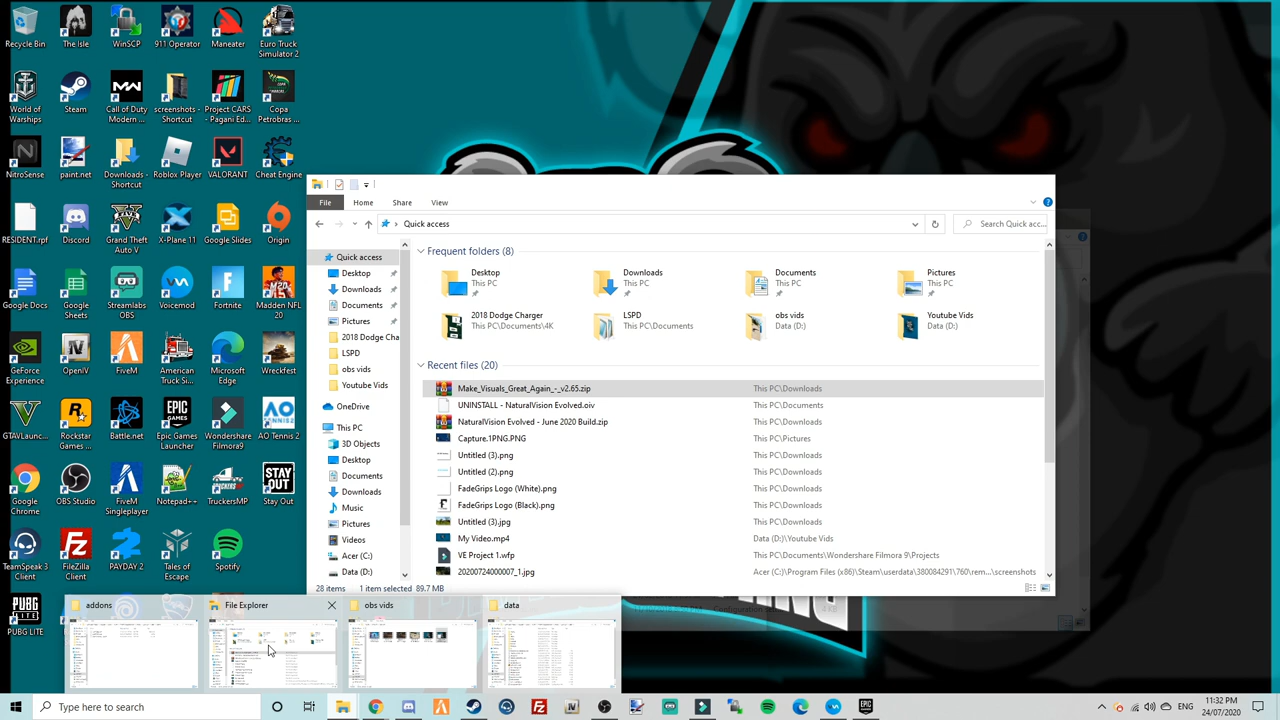 Recycle Bin
The Isle
WinSCP
911 Operator
Maneater
Euro Truck
Simulator 2
World of
Warships
Steam
Call of Duty
Modern ...
screenshots -
Shortcut
Project CARS
- Pagani Ed...
Copa
Petrobras ...
NitroSense
paint.net
Downloads -
Shortcut
Roblox Player
VALORANT
Cheat Engine
RESIDENT.rpf
Discord
Grand Theft
Auto V
X-Plane 11
Google Slides
Origin
Google Docs
Google
Sheets
Streamlabs
OBS
Voicemod
Fortnite
Madden NFL
20
GeForce
Experience
OpenIV
FiveM
American
Truck Si...
Microsoft
Edge
Wreckfest
GTAVLaunc...
Rockstar
Games ...
Battle.net
Epic Games
Launcher
Wondershare
Filmora9
AO Tennis 2
Google
Chrome
OBS Studio
FiveM
Singleplayer
Notepad++
TruckersMP
Stay Out
TeamSpeak 3
Client
FileZilla
Client
PAYDAY 2
Tales of
Escape
Spotify
PUBG LITE
File
Home
Share
View
Quick access
Search Quick acc...
Quick access
Desktop
Downloads
Documents
Pictures
2018 Dodge Cha
LSPD
obs vids
Youtube Vids
OneDrive
This PC
3D Objects
Desktop
Documents
Downloads
Music
Pictures
Videos
Acer (C:)
Data (D:)
Frequent folders (8)
Desktop
This PC
Downloads
This PC
Documents
This PC
Pictures
This PC
2018 Dodge Charger
This PC\Documents\4K
LSPD
This PC\Documents
obs vids
Data (D:)
Youtube Vids
Data (D:)
Recent files (20)
Make_Visuals_Great_Again_-_v2.65.zip This PC\Downloads
UNINSTALL - NaturalVision Evolved.oiv This PC\Documents
NaturalVision Evolved - June 2020 Build.zip This PC\Downloads
Capture.1PNG.PNG This PC\Pictures
Untitled (3).png This PC\Downloads
Untitled (2).png This PC\Downloads
FadeGrips Logo (White).png This PC\Downloads
FadeGrips Logo (Black).png This PC\Downloads
Untitled (3).jpg This PC\Downloads
My Video.mp4 Data (D:)\Youtube Vids
VE Project 1.wfp This PC\Documents\Wondershare Filmora 9\Projects
20200724000707_1.jpg Acer (C:)\Program Files (x86)\Steam\userdata\380084291\760\rem...\screenshots
28 items 1 item selected 89.7 MB
addons
File Explorer
obs vids
data
Type here to search
11:32 PM
24/07/2020